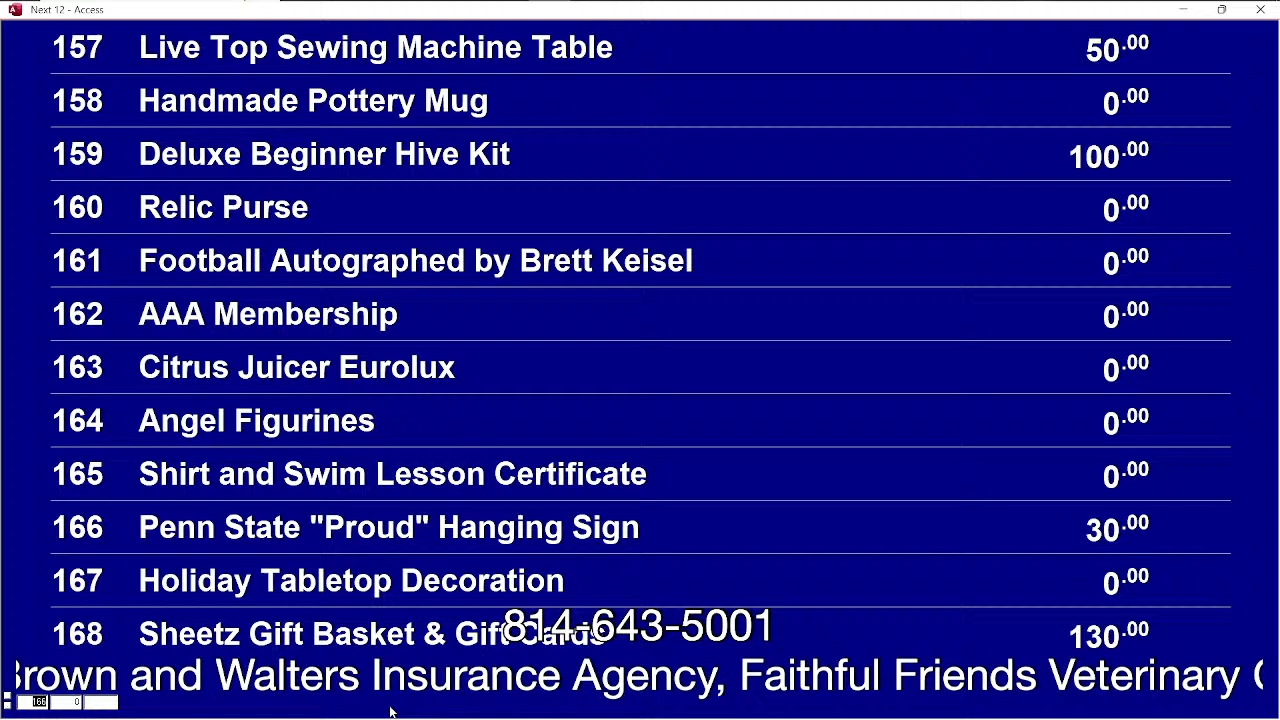 Next 12 - Access
157 Live Top Sewing Machine Table 50.00
158 Handmade Pottery Mug 0.00
159 Deluxe Beginner Hive Kit 100.00
160 Relic Purse 0.00
161 Football Autographed by Brett Keisel 0.00
162 AAA Membership 0.00
163 Citrus Juicer Eurolux 0.00
164 Angel Figurines 0.00
165 Shirt and Swim Lesson Certificate 0.00
166 Penn State "Proud" Hanging Sign 30.00
167 Holiday Tabletop Decoration 0.00
814-643-5001
168 Sheetz Gift Basket & Gift Cards 130.00
Brown and Walters Insurance Agency, Faithful Friends Veterinary
166 0